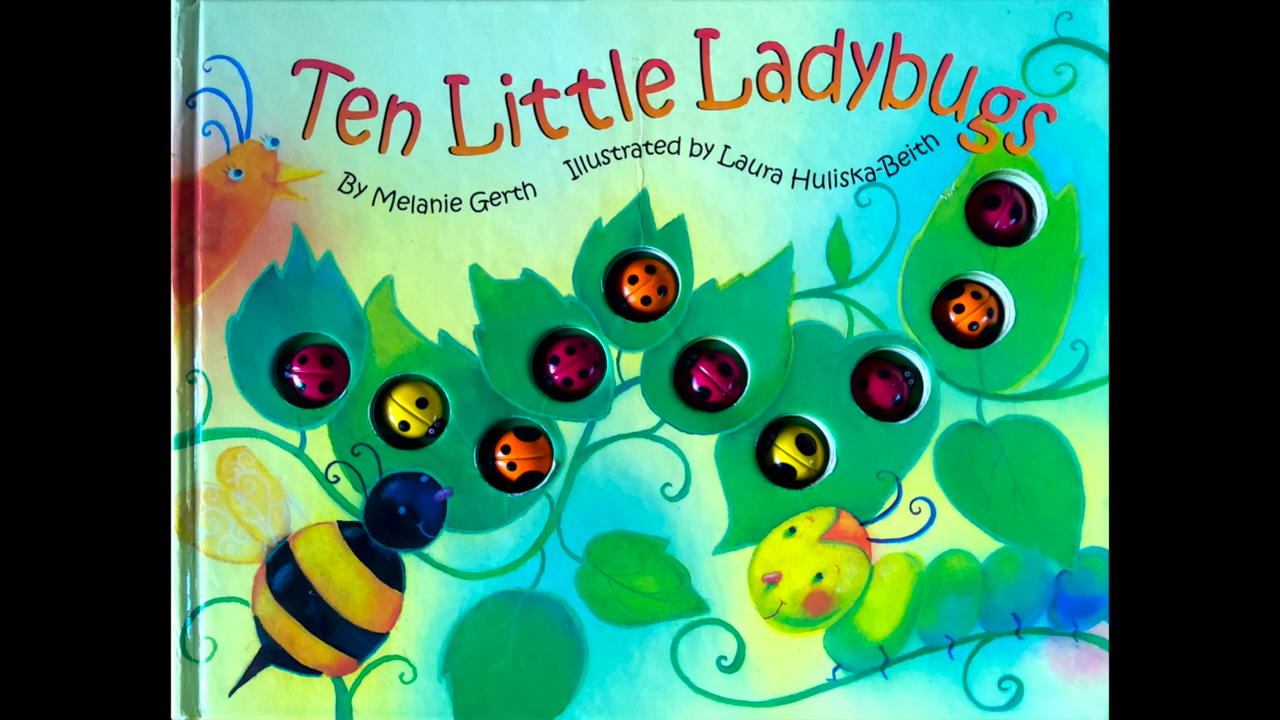 Ten Little Ladybugs
By Melanie Gerth
Illustrated by Laura Huliska-Beith